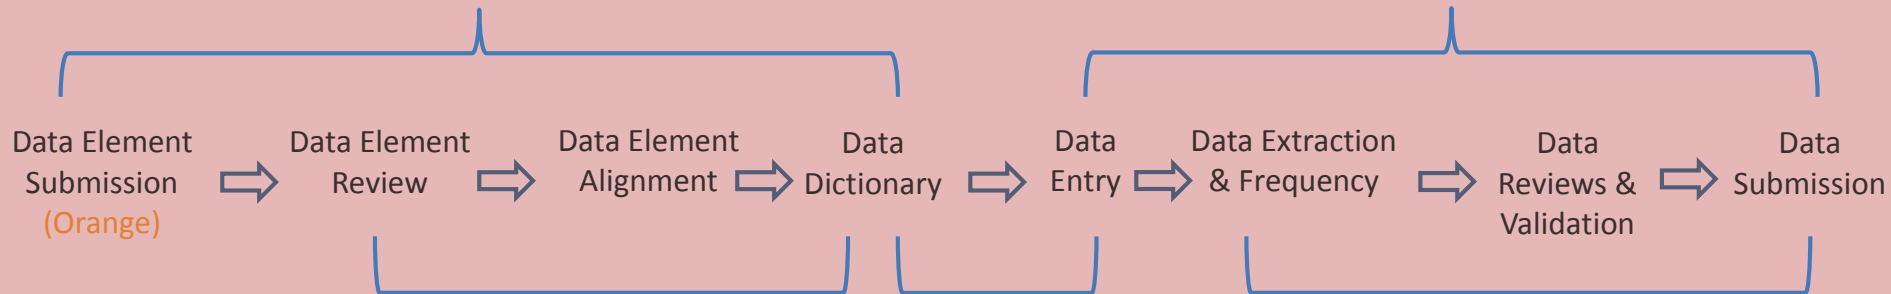 Data Element
Submission
(Orange)
Data Element
Review
Data Element
Alignment
Data
Dictionary
Data
Entry
Data Extraction
& Frequency
Data
Reviews &
Validation
Data
Submission